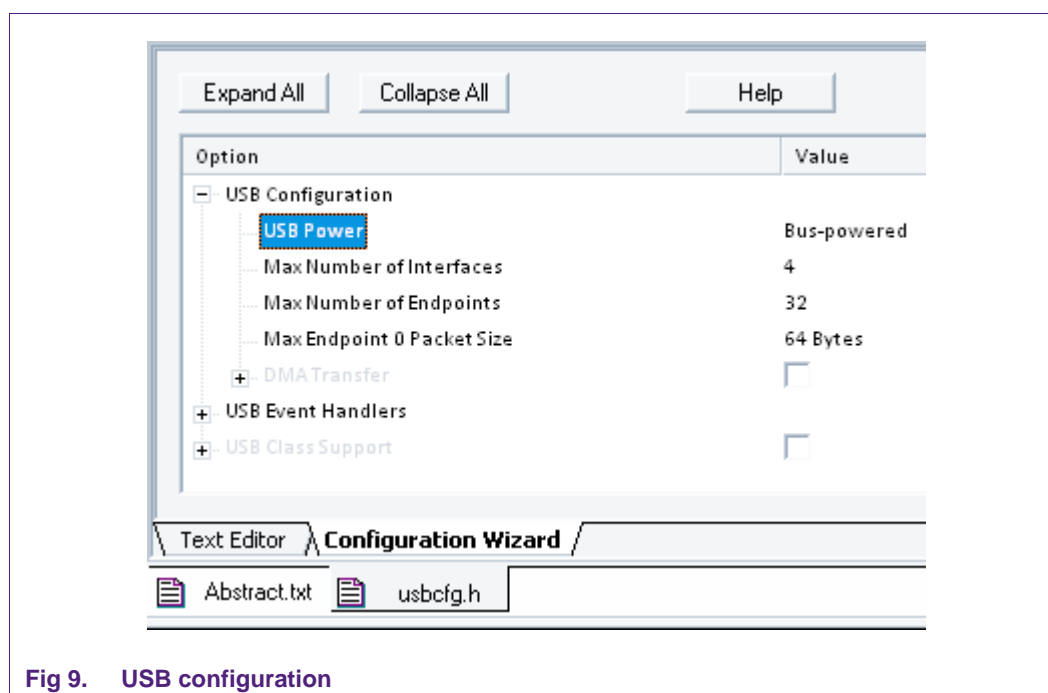 Expand All Collapse All Help
Option Value
USB Configuration
USB Power Bus-powered
Max Number of Interfaces 4
Max Number of Endpoints 32
Max Endpoint 0 Packet Size 64 Bytes
DMA Transfer
USB Event Handlers
USB Class Support
Text Editor Configuration Wizard
Abstract.txt usbcfg.h
Fig 9. USB configuration